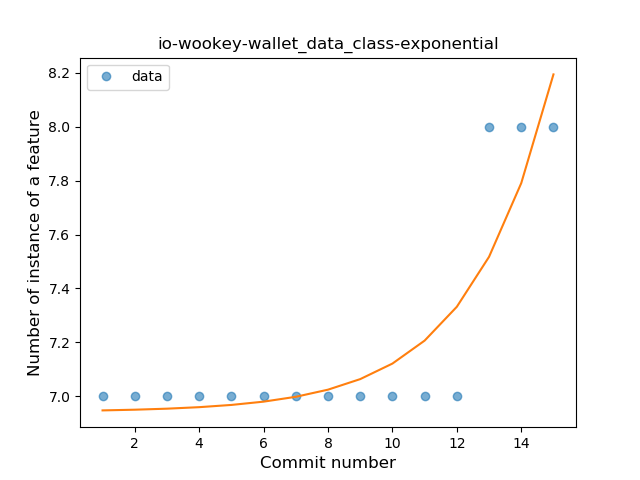 io-wookey-wallet_data_class-exponential
data
Number of instance of a feature
8.2
8.0
7.8
7.6
7.4
7.2
7.0
2 4 6 8 10 12 14
Commit number